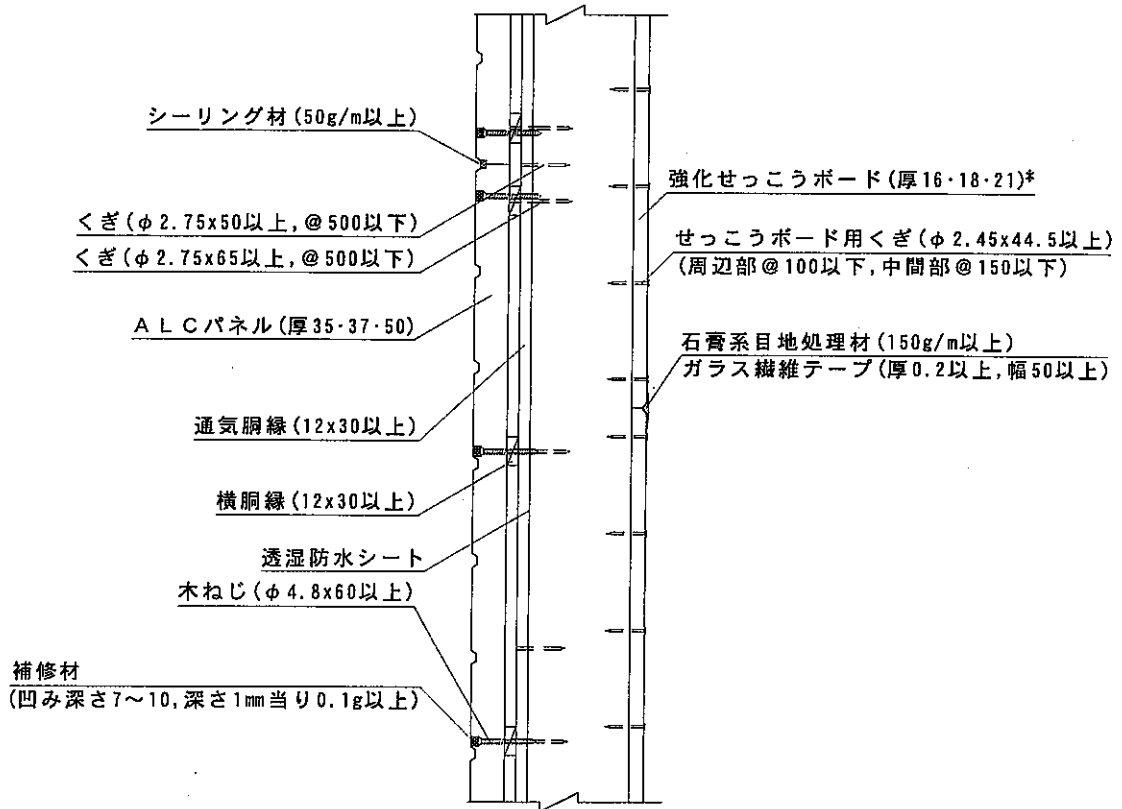 シーリング材(50g/m以上)
くぎ(φ2.75x50以上,@500以下)
くぎ(φ2.75x65以上,@500以下)
ALCパネル(厚35・37・50)
通気胴縁(12x30以上)
横胴縁(12x30以上)
透湿防水シート
木ねじ(φ4.8x60以上)
補修材
(凹み深さ7～10,深さ1mm当り0.1g以上)
強化せっこうボード(厚16・18・21)*
せっこうボード用くぎ(φ2.45x44.5以上)
(周辺部@100以下,中間部@150以下)
石膏系目地処理材(150g/m以上)
ガラス繊維テープ(厚0.2以上,幅50以上)